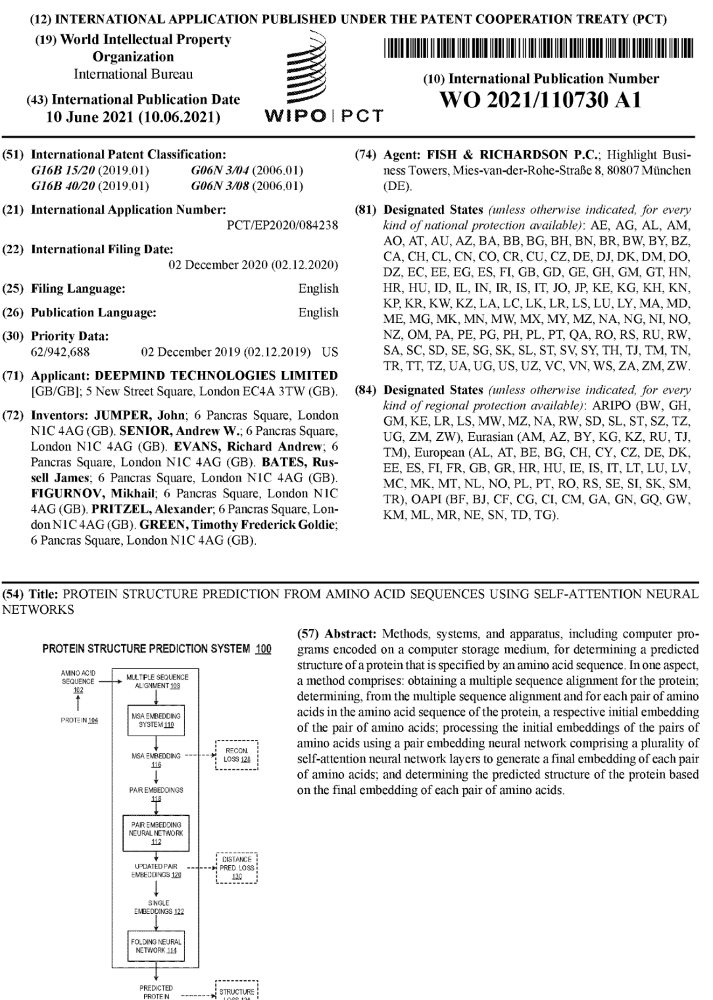 (12) INTERNATIONAL APPLICATION PUBLISHED UNDER THE PATENT COOPERATION TREATY (PCT)
(19) World Intellectual Property
Organization
International Bureau
(43) International Publication Date
10 June 2021 (10.06.2021)
WIPO | PCT
(10) International Publication Number
WO 2021/110730 A1
(51) International Patent Classification:
G16B 15/20 (2019.01) G06N 3/04 (2006.01)
G16B 40/20 (2019.01) G06N 3/08 (2006.01)
(21) International Application Number:
PCT/EP2020/084238
(22) International Filing Date:
02 December 2020 (02.12.2020)
(25) Filing Language: English
(26) Publication Language: English
(30) Priority Data:
62/942,688 02 December 2019 (02.12.2019) US
(71) Applicant: DEEPMIND TECHNOLOGIES LIMITED
[GB/GB]; 5 New Street Square, London EC4A 3TW (GB).
(72) Inventors: JUMPER, John; 6 Pancras Square, London
N1C 4AG (GB). SENIOR, Andrew W.; 6 Pancras Square,
London N1C 4AG (GB). EVANS, Richard Andrew; 6
Pancras Square, London N1C 4AG (GB). BATES, Rus-
sell James; 6 Pancras Square, London N1C 4AG (GB).
FIGURNOV, Mikhail; 6 Pancras Square, London N1C
4AG (GB). PRITZEL, Alexander; 6 Pancras Square, Lon-
don N1C 4AG (GB). GREEN, Timothy Frederick Goldie;
6 Pancras Square, London N1C 4AG (GB).
(74) Agent: FISH & RICHARDSON P.C.; Highlight Busi-
ness Towers, Mies-van-der-Rohe-Straße 8, 80807 München
(DE).
(81) Designated States (unless otherwise indicated, for every
kind of national protection available): AE, AG, AL, AM,
AO, AT, AU, AZ, BA, BB, BG, BH, BN, BR, BW, BY, BZ,
CA, CH, CL, CN, CO, CR, CU, CZ, DE, DJ, DK, DM, DO,
DZ, EC, EE, EG, ES, FI, GB, GD, GE, GH, GM, GT, HN,
HR, HU, ID, IL, IN, IR, IS, IT, JO, JP, KE, KG, KH, KN,
KP, KR, KW, KZ, LA, LC, LK, LR, LS, LU, LY, MA, MD,
ME, MG, MK, MN, MW, MX, MY, MZ, NA, NG, NI, NO,
NZ, OM, PA, PE, PG, PH, PL, PT, QA, RO, RS, RU, RW,
SA, SC, SD, SE, SG, SK, SL, ST, SV, SY, TH, TJ, TM, TN,
TR, TT, TZ, UA, UG, US, UZ, VC, VN, WS, ZA, ZM, ZW.
(84) Designated States (unless otherwise indicated, for every
kind of regional protection available): ARIPO (BW, GH,
GM, KE, LR, LS, MW, MZ, NA, RW, SD, SL, ST, SZ, TZ,
UG, ZM, ZW), Eurasian (AM, AZ, BY, KG, KZ, RU, TJ,
TM), European (AL, AT, BE, BG, CH, CY, CZ, DE, DK,
EE, ES, FI, FR, GB, GR, HR, HU, IE, IS, IT, LT, LU, LV,
MC, MK, MT, NL, NO, PL, PT, RO, RS, SE, SI, SK, SM,
TR), OAPI (BF, BJ, CF, CG, CI, CM, GA, GN, GQ, GW,
KM, ML, MR, NE, SN, TD, TG).
(54) Title: PROTEIN STRUCTURE PREDICTION FROM AMINO ACID SEQUENCES USING SELF-ATTENTION NEURAL
NETWORKS
PROTEIN STRUCTURE PREDICTION SYSTEM 100
AMINO ACID
SEQUENCE
102
PROTEIN 104
MULTIPLE SEQUENCE
ALIGNMENT 108
MSA EMBEDDING
SYSTEM 110
MSA EMBEDDING
116
RECON.
LOSS 128
PAIR EMBEDDINGS
118
PAIR EMBEDDING
NEURAL NETWORK
112
UPDATED PAIR
EMBEDDINGS 120
DISTANCE
PRED. LOSS
130
SINGLE
EMBEDDINGS 122
FOLDING NEURAL
NETWORK 114
PREDICTED
PROTEIN
STRUCTURE
(57) Abstract: Methods, systems, and apparatus, including computer pro-
grams encoded on a computer storage medium, for determining a predicted
structure of a protein that is specified by an amino acid sequence. In one aspect,
a method comprises: obtaining a multiple sequence alignment for the protein;
determining, from the multiple sequence alignment and for each pair of amino
acids in the amino acid sequence of the protein, a respective initial embedding
of the pair of amino acids; processing the initial embeddings of the pairs of
amino acids using a pair embedding neural network comprising a plurality of
self-attention neural network layers to generate a final embedding of each pair
of amino acids; and determining the predicted structure of the protein based
on the final embedding of each pair of amino acids.